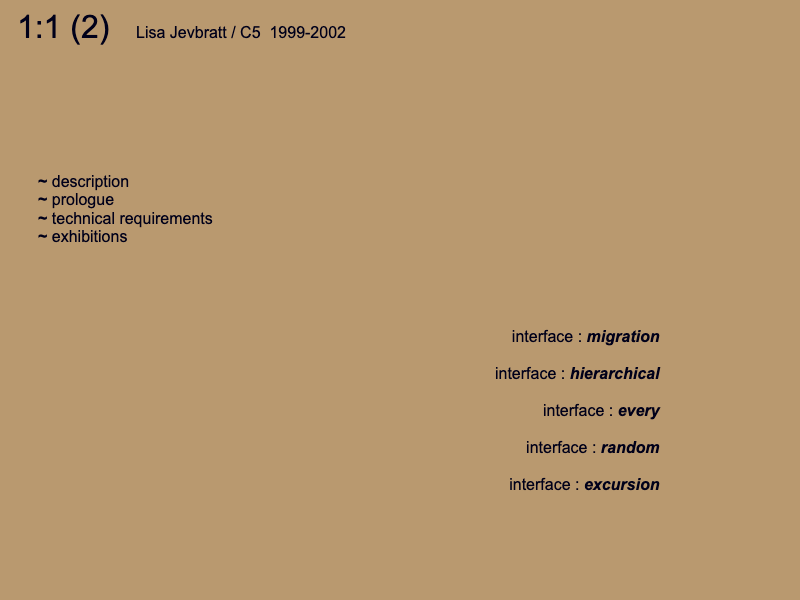 1:1 (2) Lisa Jevbratt / C5 1999-2002
~ description
~ prologue
~ technical requirements
~ exhibitions
interface : migration
interface : hierarchical
interface : every
interface : random
interface : excursion